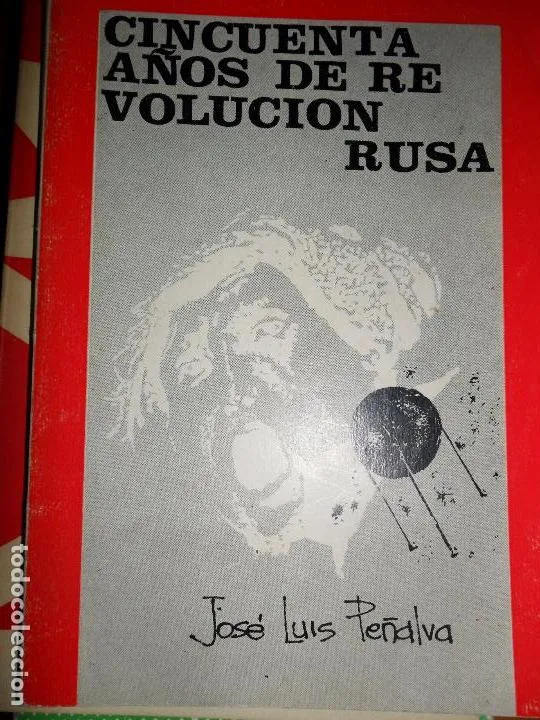 CINCUENTA
AÑOS DE RE
VOLUCION
RUSA
José Luis Peñalva
todocoleccion